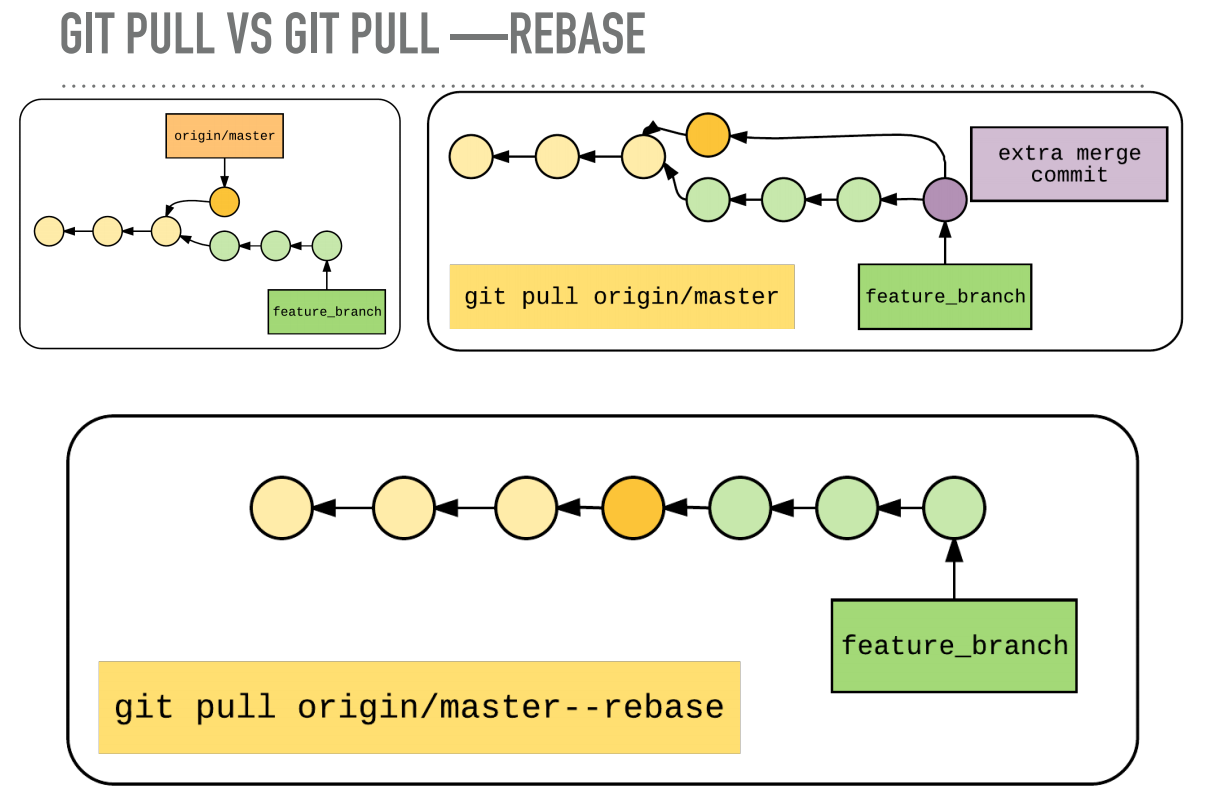 GIT PULL VS GIT PULL —–REBASE
origin/master
feature_branch
extra merge
commit
git pull origin/master
feature_branch
feature_branch
git pull origin/master--rebase